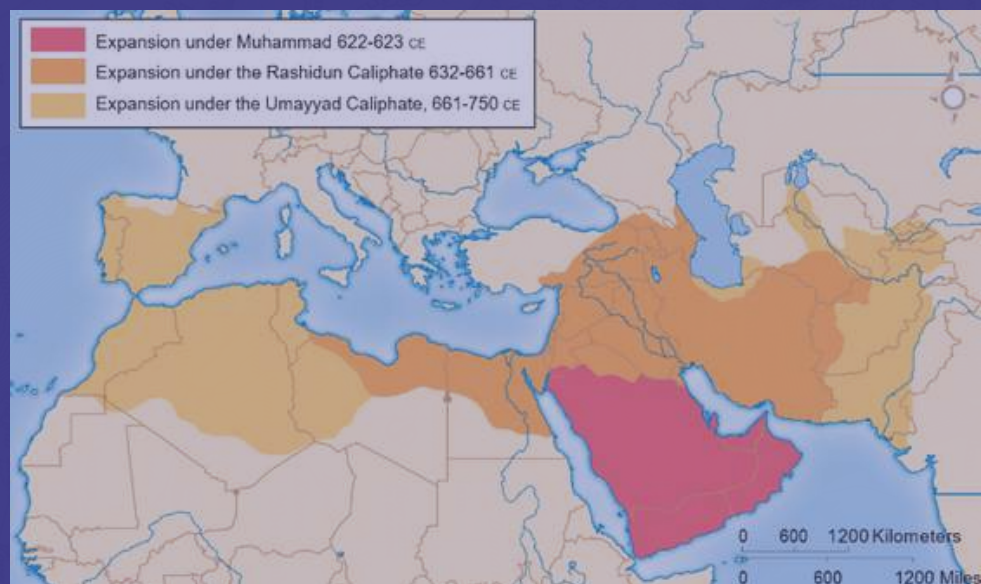 Expansion under Muhammad 622-623 CE
Expansion under the Rashidun Caliphate 632-661 CE
Expansion under the Umayyad Caliphate, 661-750 CE
N
0 600 1200 Kilometers
0 600 1200 Miles